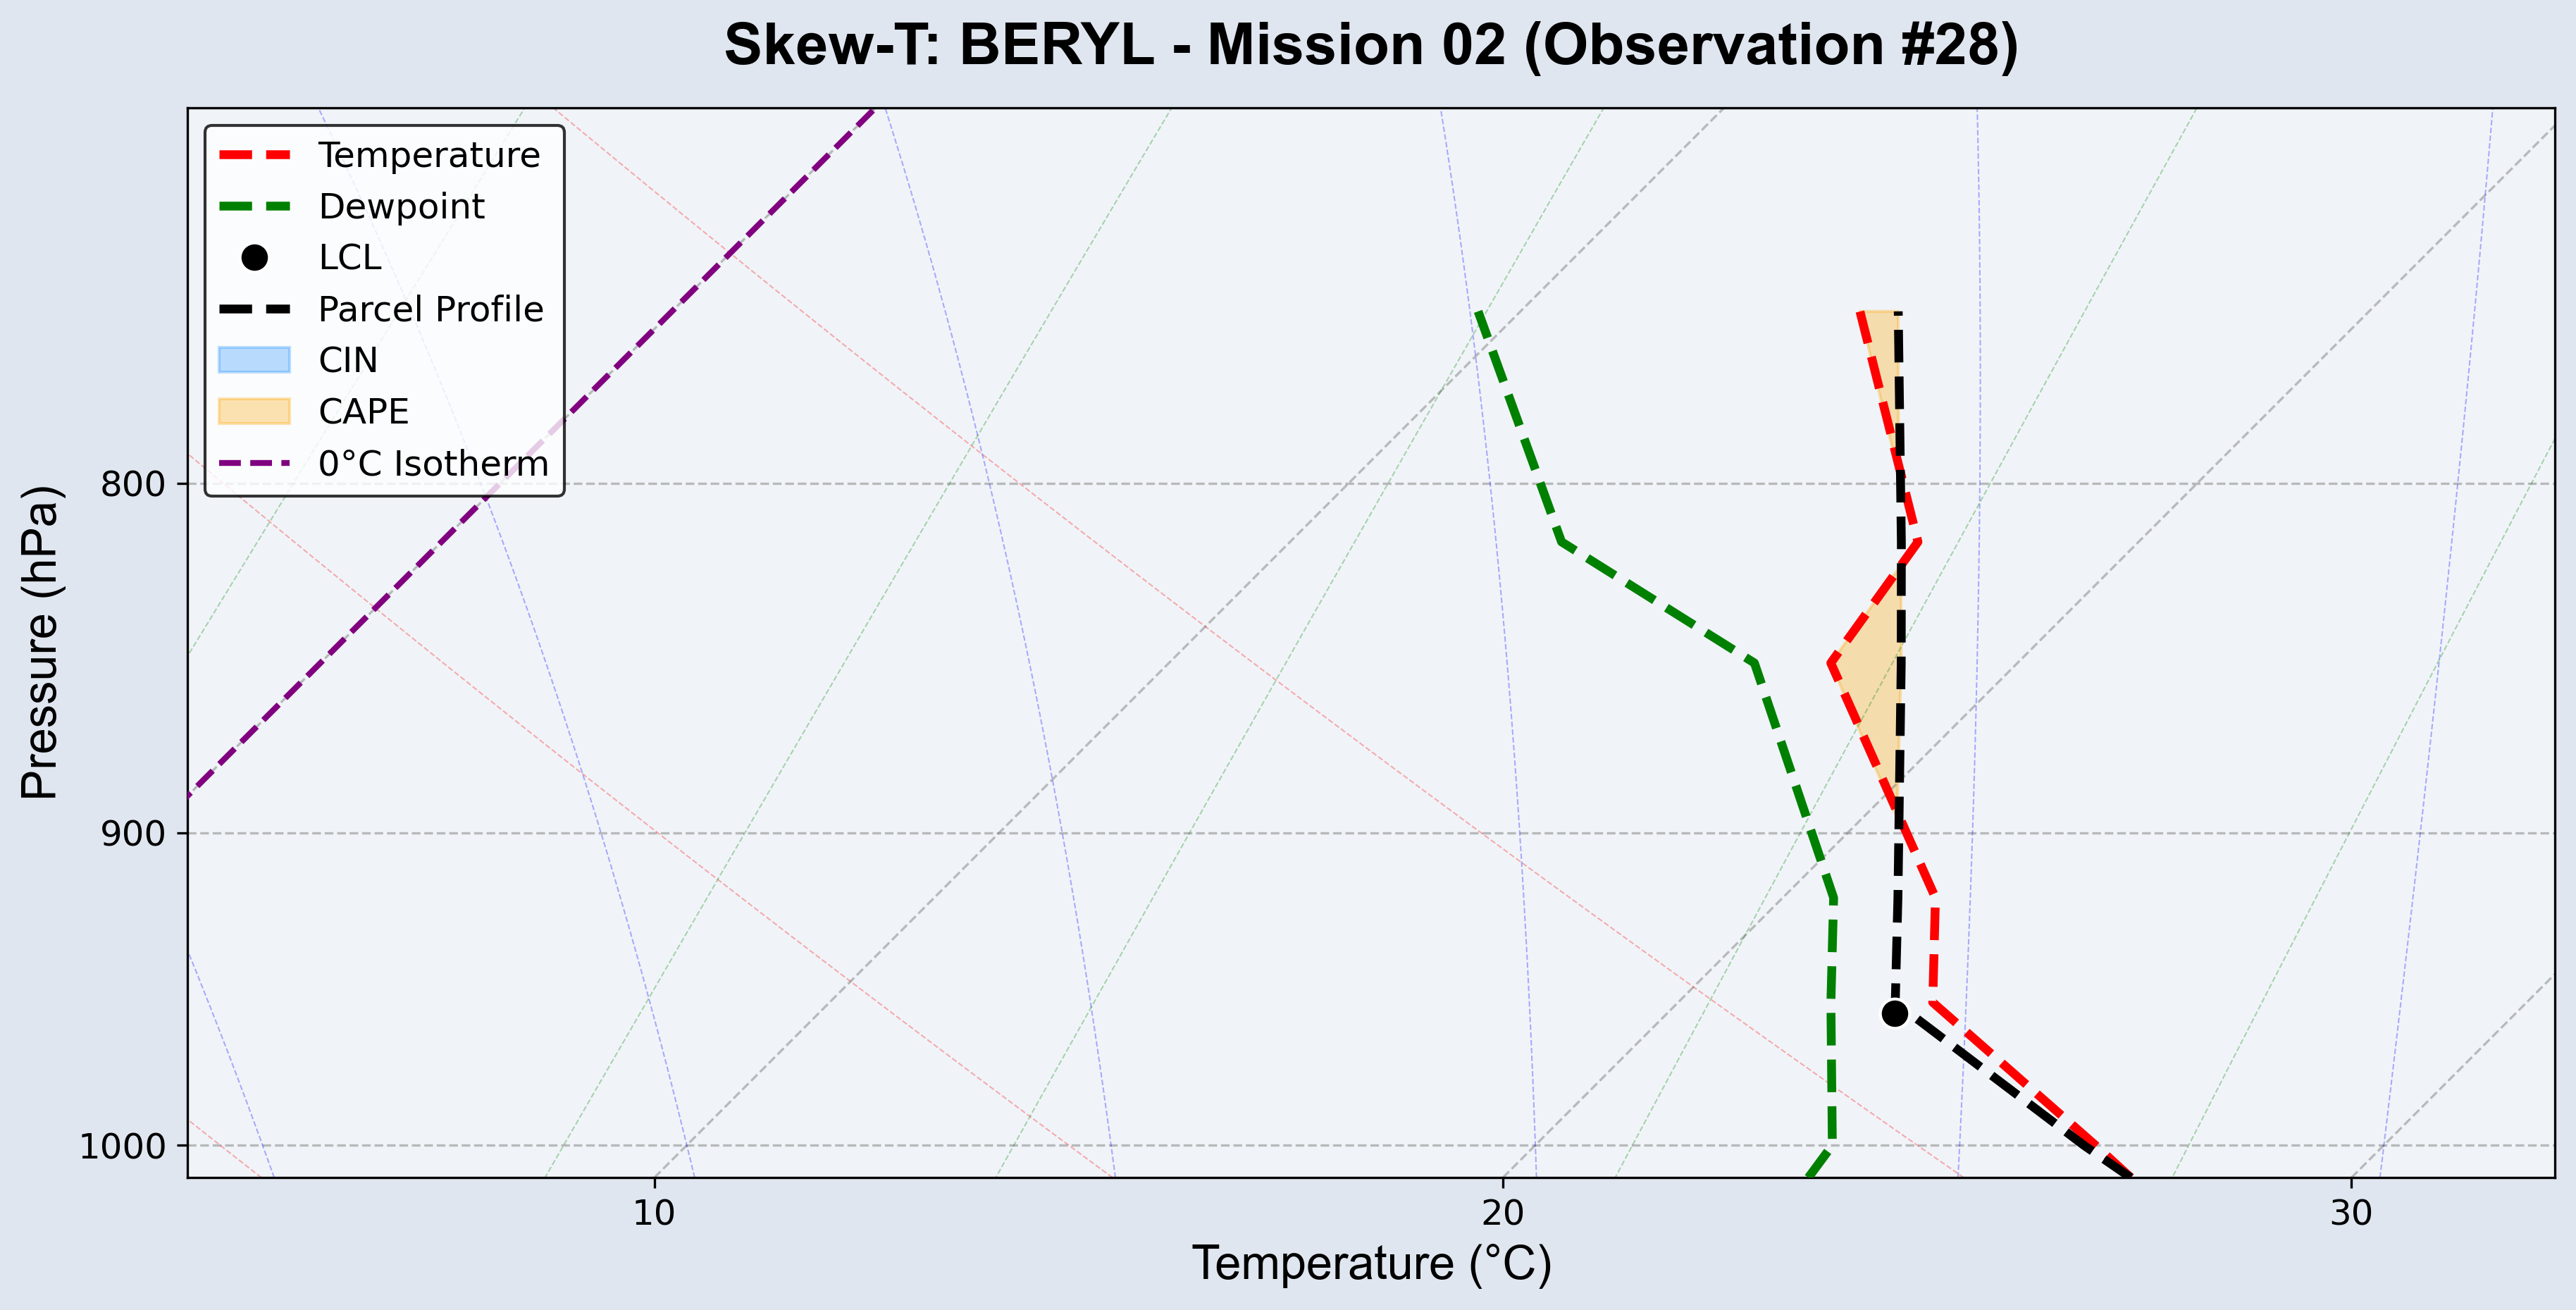 Skew-T: BERYL - Mission 02 (Observation #28)
Temperature
Dewpoint
LCL
Parcel Profile
CIN
CAPE
0°C Isotherm
Pressure (hPa)
800
900
1000
10
20
30
Temperature (°C)